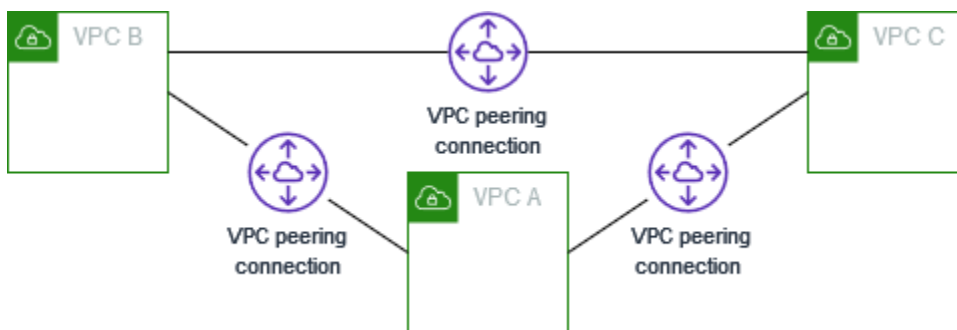 VPC B
VPC C
VPC peering
connection
VPC A
VPC peering
connection
VPC peering
connection